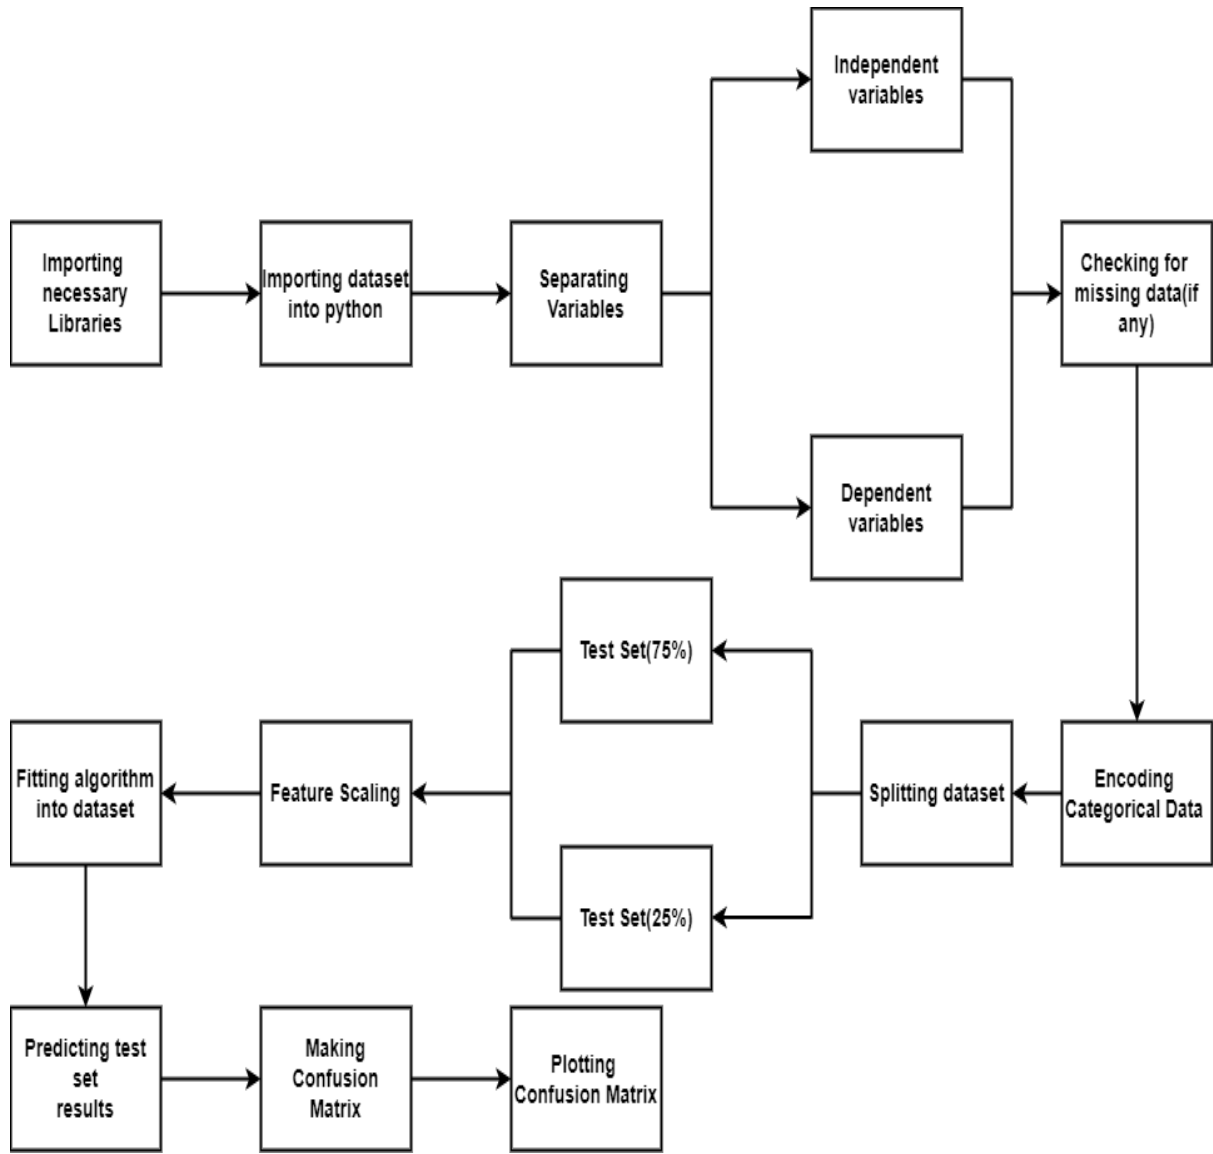 Independent
variables
Importing
necessary
Libraries
Importing dataset
into python
Separating
Variables
Checking for
missing data(if
any)
Dependent
variables
Test Set(75%)
Fitting algorithm
into dataset
Feature Scaling
Splitting dataset
Encoding
Categorical Data
Test Set(25%)
Predicting test
set
results
Making
Confusion
Matrix
Plotting
Confusion Matrix